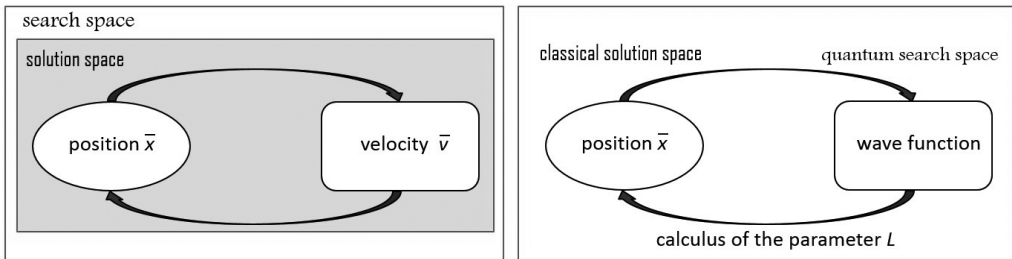 search space
solution space
position x̅
velocity v̅
classical solution space
quantum search space
position x̅
wave function
calculus of the parameter L